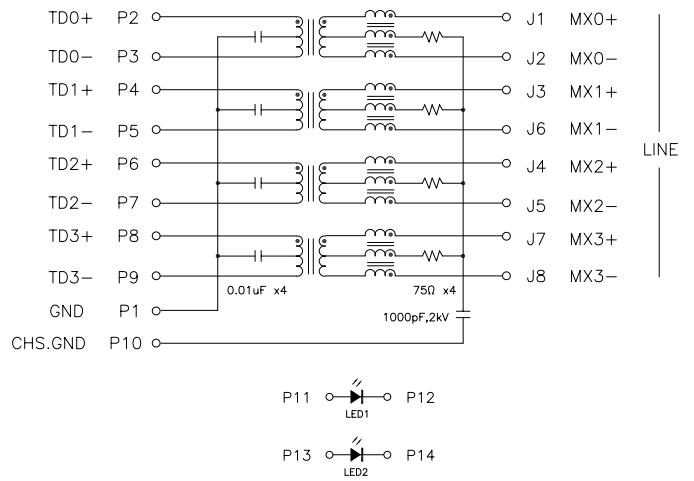 TD0+ P2 J1 MX0+
TD0- P3 J2 MX0-
TD1+ P4 J3 MX1+
TD1- P5 J6 MX1-
LINE
TD2+ P6 J4 MX2+
TD2- P7 J5 MX2-
TD3+ P8 J7 MX3+
TD3- P9 J8 MX3-
0.01uF x4 75Ω x4
GND P1
1000pF,2kV
CHS.GND P10
P11 P12
LED1
P13 P14
LED2